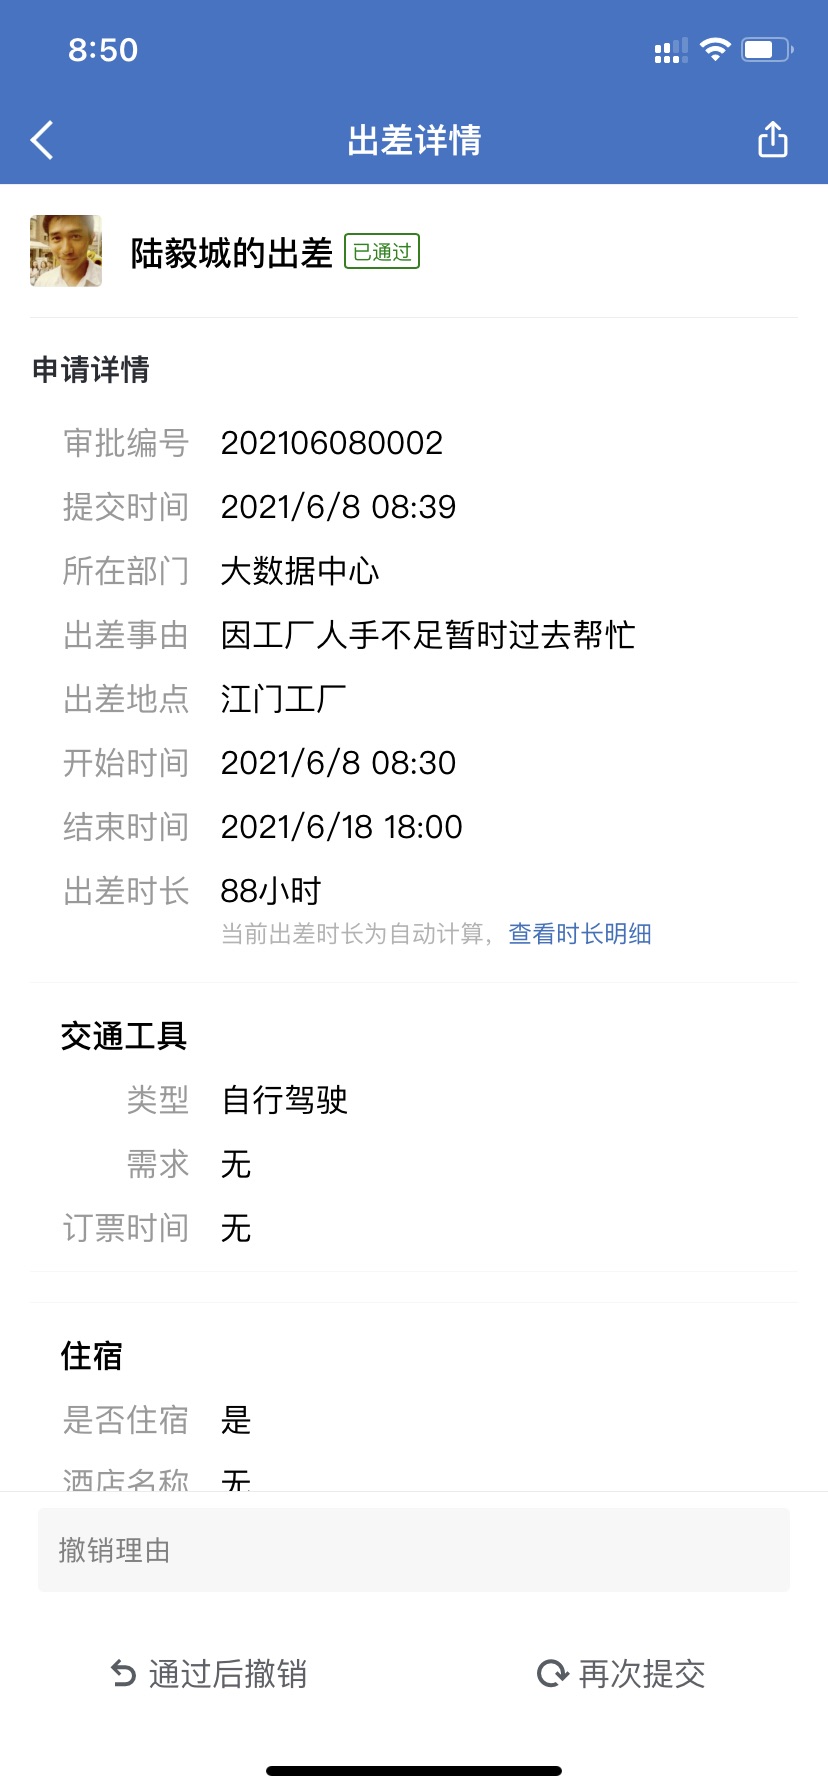 8:50
出差详情
陆毅城的出差 已通过
申请详情
审批编号 202106080002
提交时间 2021/6/8 08:39
所在部门 大数据中心
出差事由 因工厂人手不足暂时过去帮忙
出差地点 江门工厂
开始时间 2021/6/8 08:30
结束时间 2021/6/18 18:00
出差时长 88小时
当前出差时长为自动计算，查看时长明细
交通工具
类型 自行驾驶
需求 无
订票时间 无
住宿
是否住宿 是
酒店名称 无
撤销理由
通过后撤销 再次提交